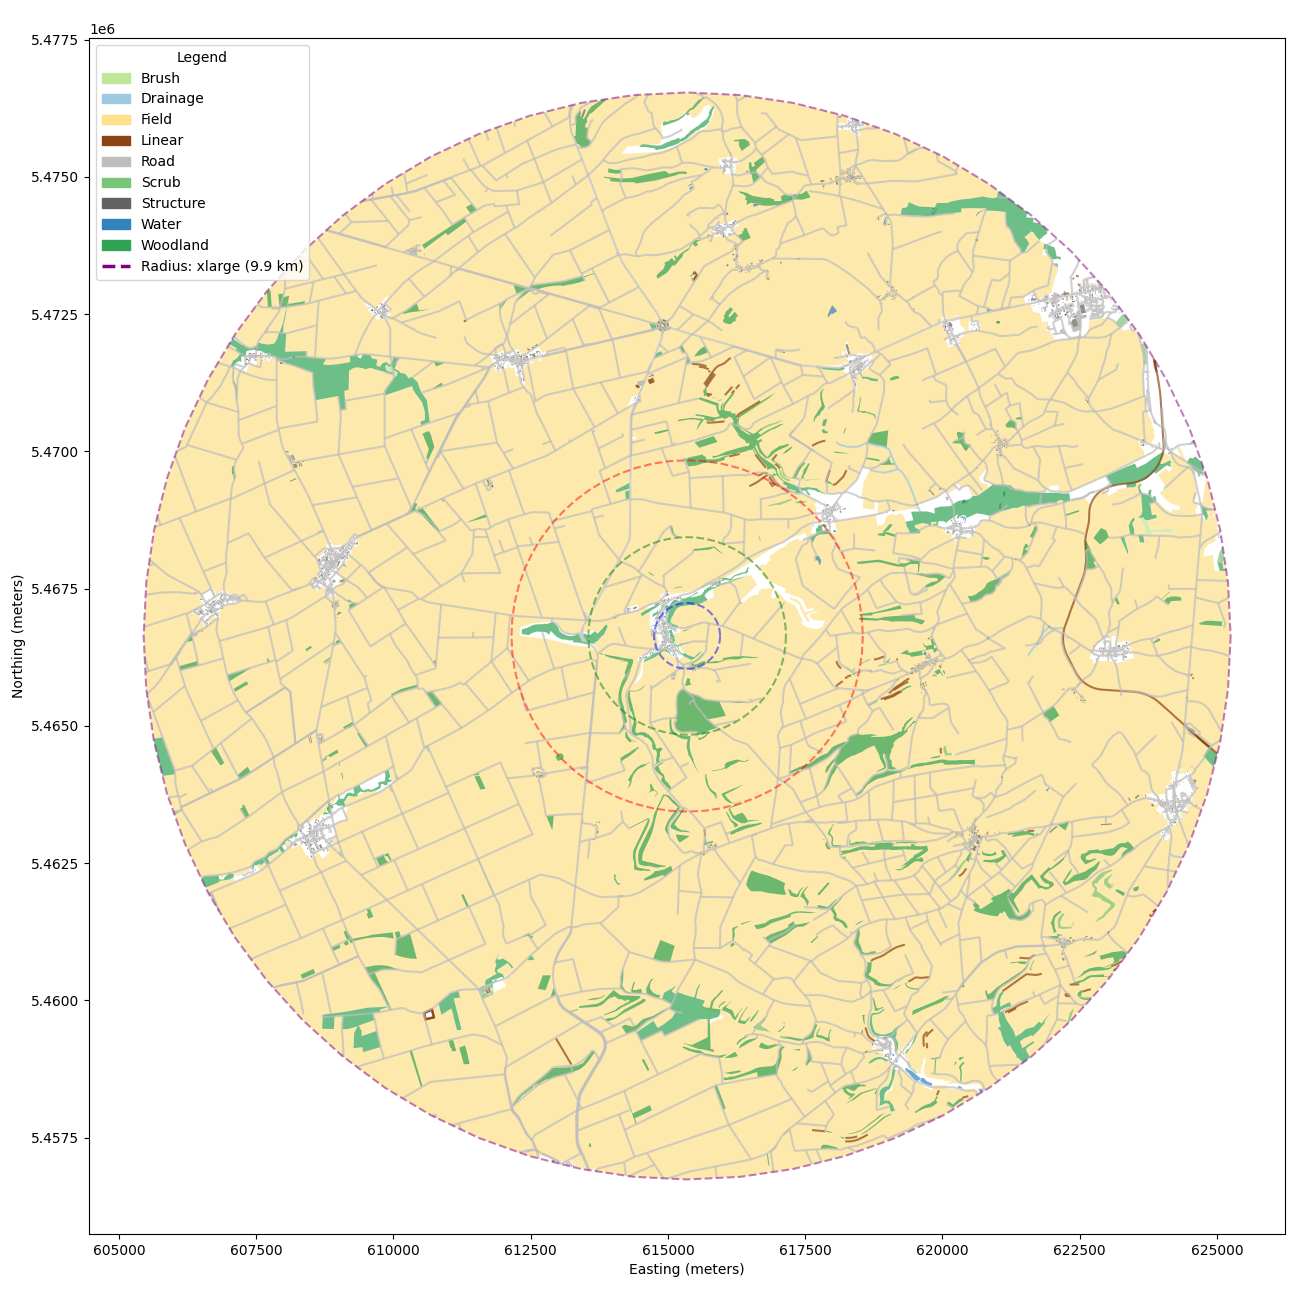 1e6
5.4775
5.4750
5.4725
5.4700
5.4675
5.4650
5.4625
5.4600
5.4575
Northing (meters)
Legend
Brush
Drainage
Field
Linear
Road
Scrub
Structure
Water
Woodland
Radius: xlarge (9.9 km)
605000 607500 610000 612500 615000 617500 620000 622500 625000
Easting (meters)